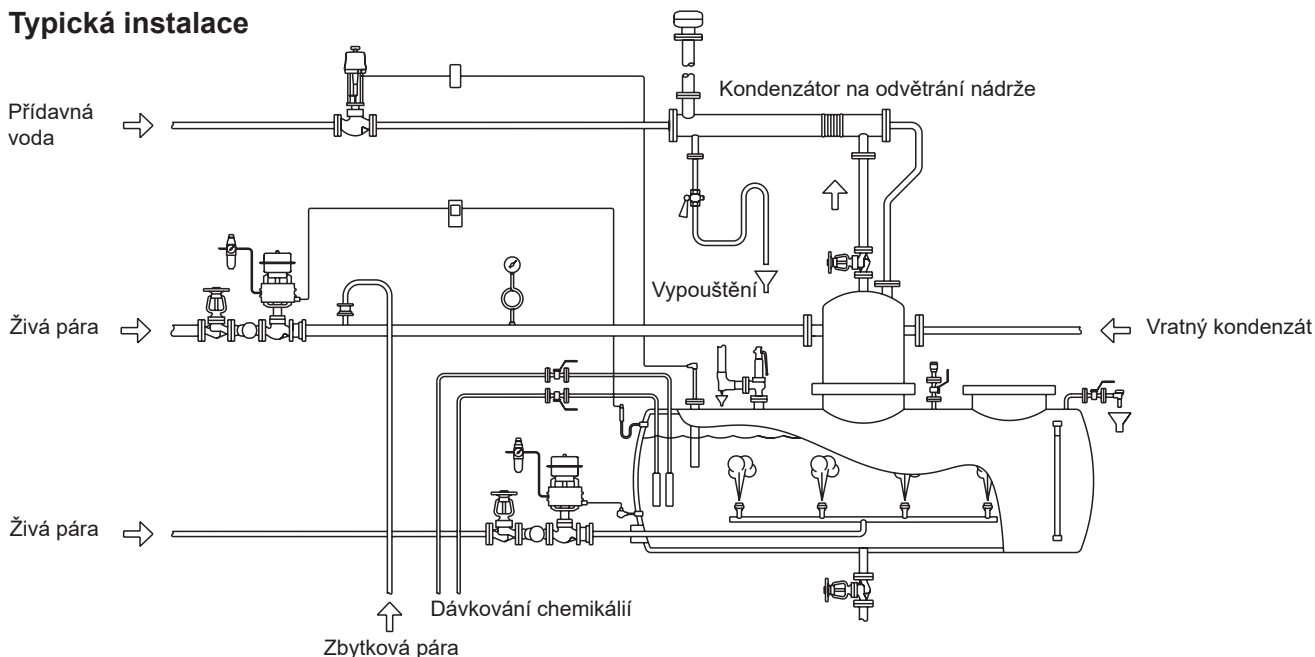 Typická instalace
Kondenzátor na odvětrání nádrže
Přídavná
voda
Vypouštění
Živá pára
Vratný kondenzát
Živá pára
Dávkování chemikálií
Zbytková pára